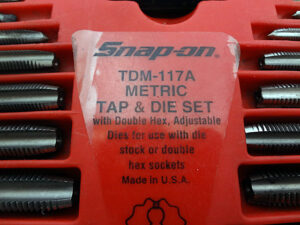 Snap-on
TDM-117A
METRIC
TAP & DIE SET
with Double Hex, Adjustable
Dies for use with die
stock or double
hex sockets
Made in U.S.A.